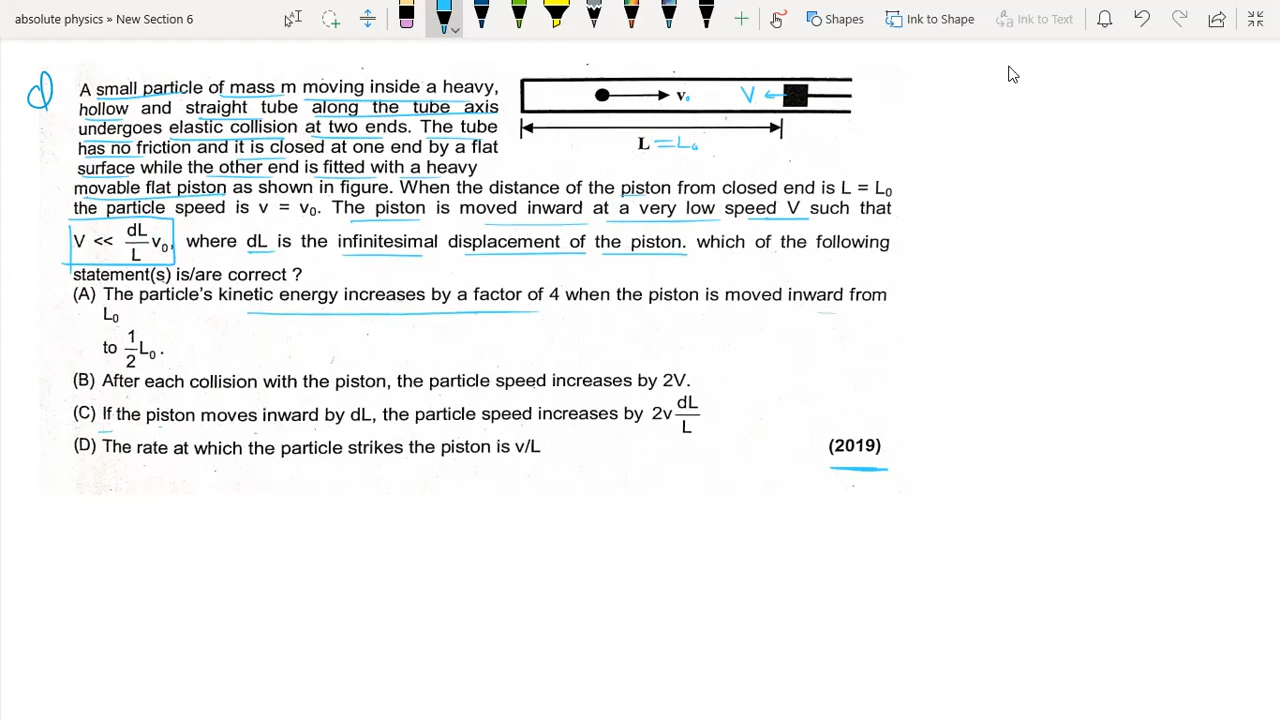 absolute physics » New Section 6
Shapes
Ink to Shape
Ink to Text
d
A small particle of mass m moving inside a heavy,
hollow and straight tube along the tube axis
undergoes elastic collision at two ends. The tube
has no friction and it is closed at one end by a flat
surface while the other end is fitted with a heavy
movable flat piston as shown in figure. When the distance of the piston from closed end is L = L₀
the particle speed is v = v₀. The piston is moved inward at a very low speed V such that
V << dL/L v₀, where dL is the infinitesimal displacement of the piston. which of the following
statement(s) is/are correct ?
(A) The particle's kinetic energy increases by a factor of 4 when the piston is moved inward from
L₀
to 1/2 L₀ .
(B) After each collision with the piston, the particle speed increases by 2V.
(C) If the piston moves inward by dL, the particle speed increases by 2v dL/L
(D) The rate at which the particle strikes the piston is v/L
(2019)
v₀
V
L = L₀